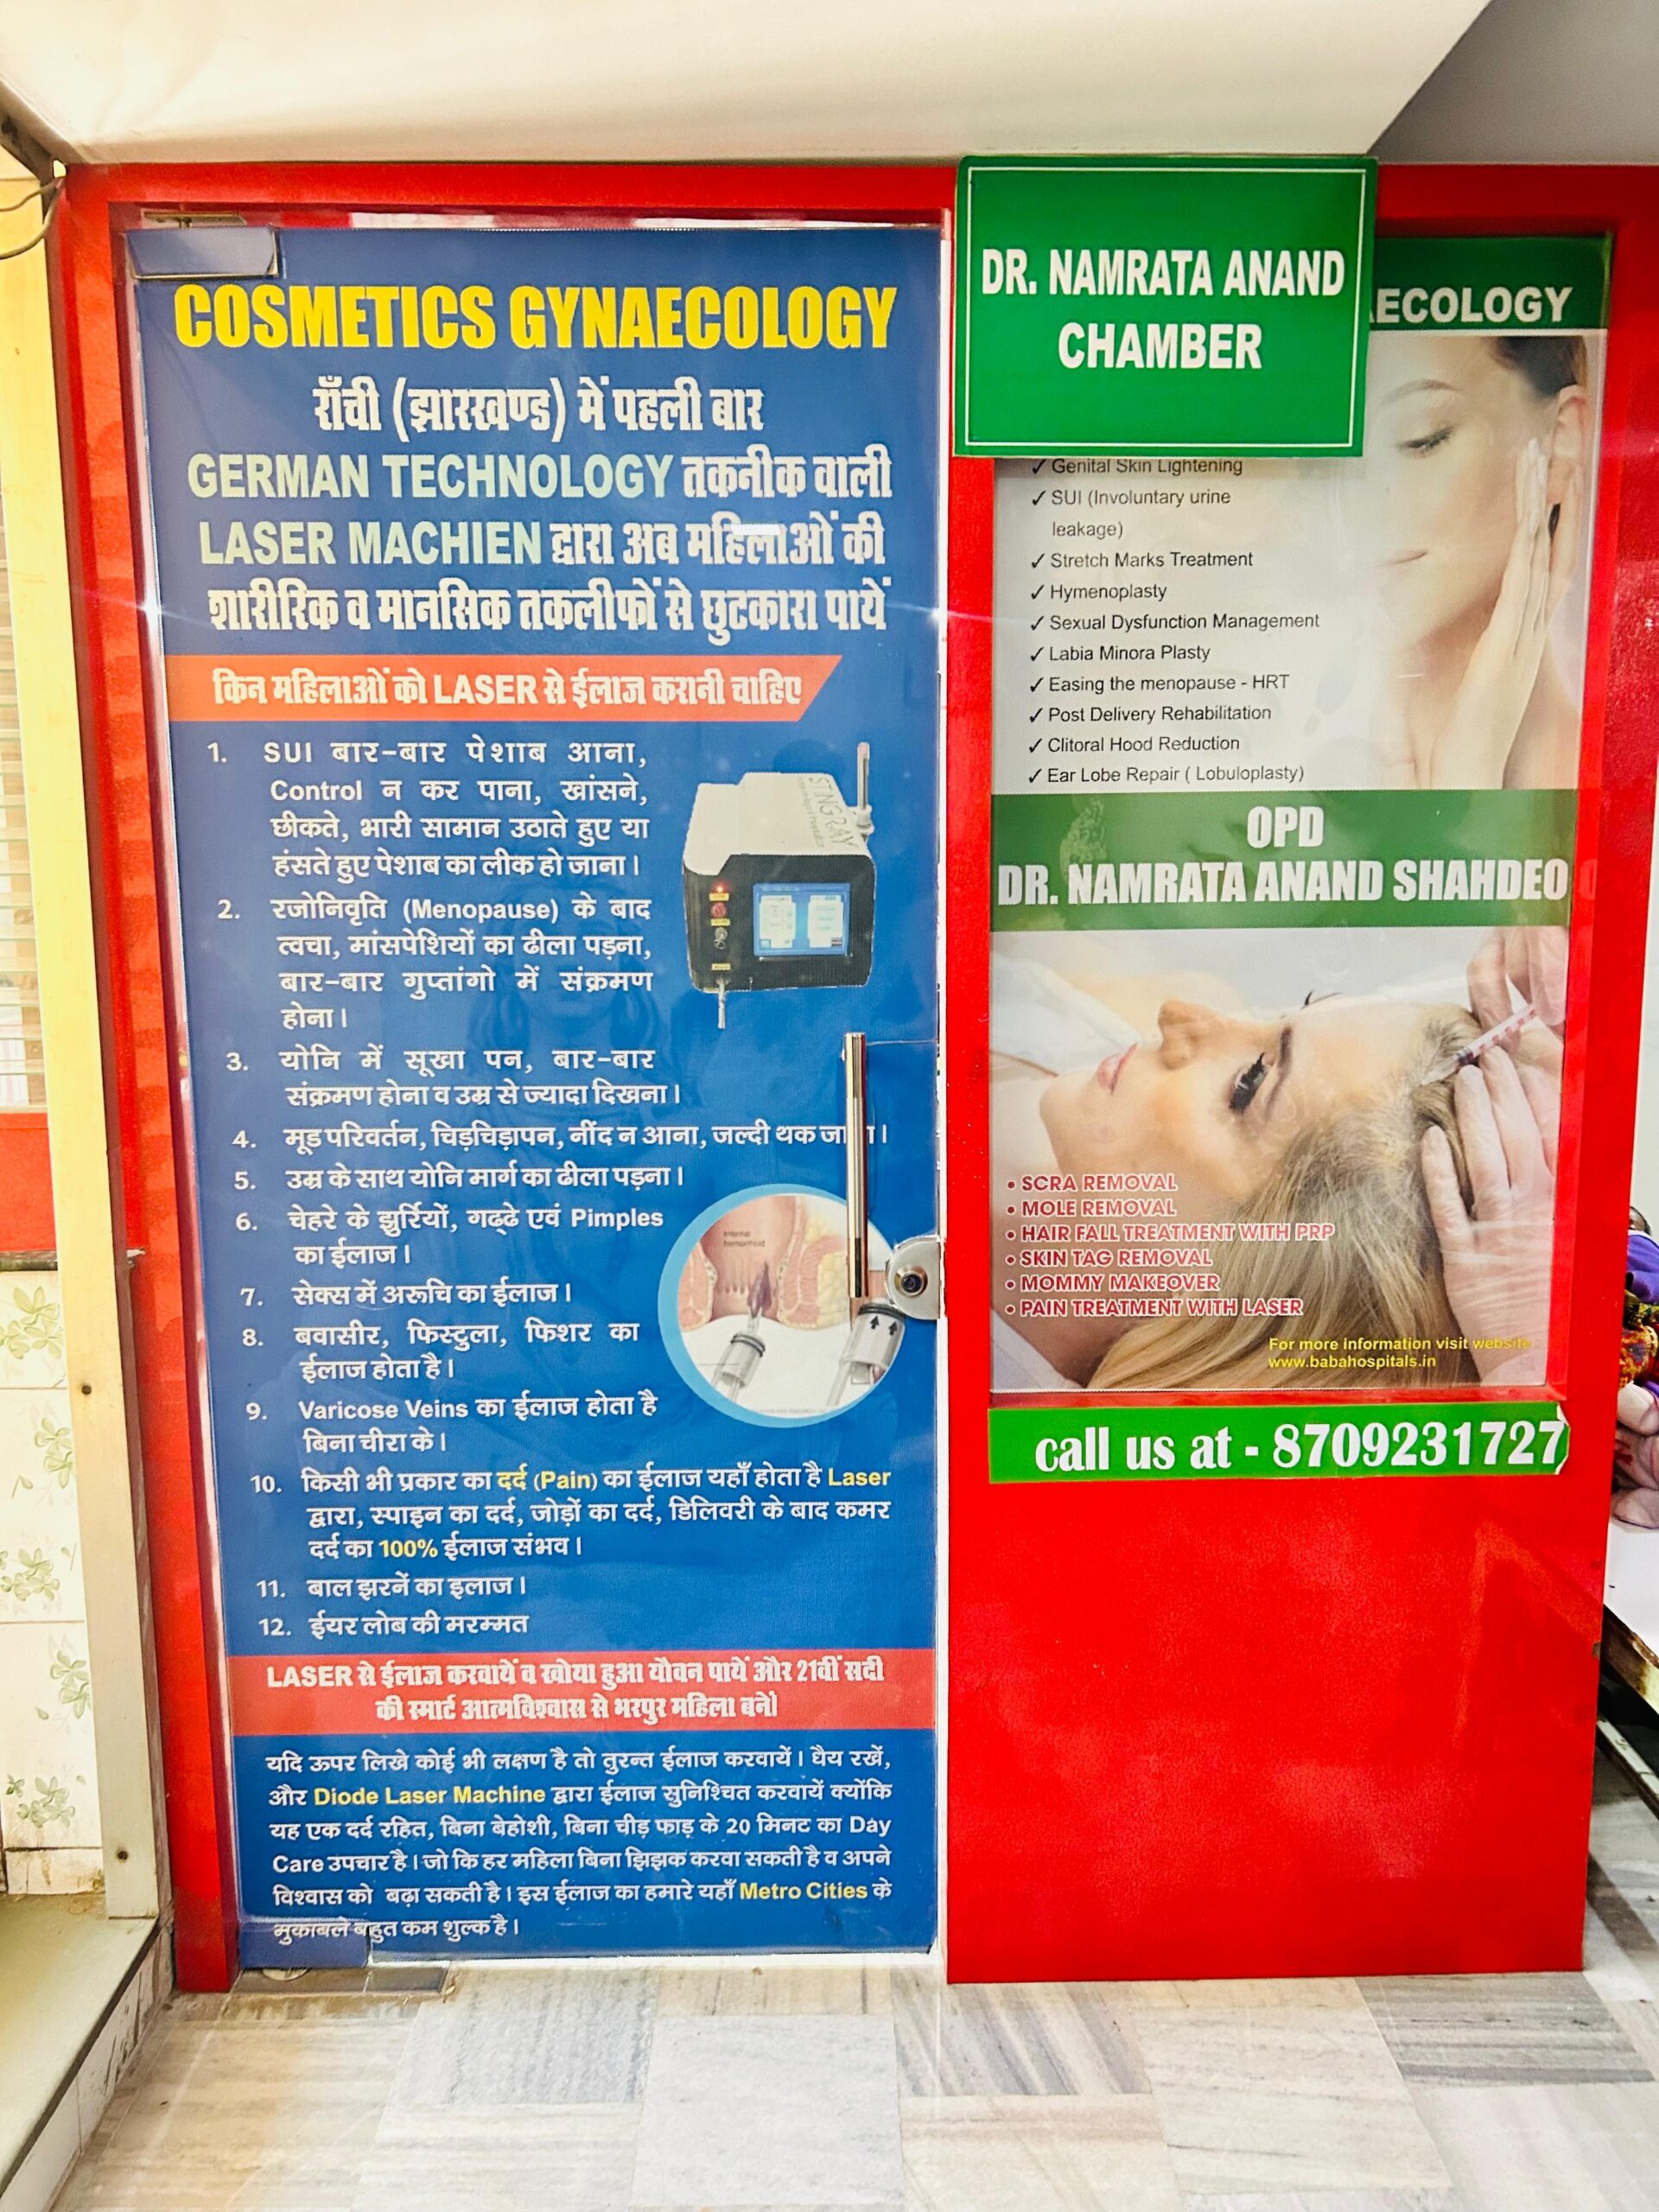 COSMETICS GYNAECOLOGY
राँची (झारखण्ड) में पहली बार
GERMAN TECHNOLOGY तकनीक वाली
LASER MACHIEN द्वारा अब महिलाओं की
शारीरिक व मानसिक तकलीफों से छुटकारा पायें
किन महिलाओं को LASER से ईलाज करानी चाहिए
1. SUI बार-बार पेशाब आना,
Control न कर पाना, खांसने,
छीकते, भारी सामान उठाते हुए या
हंसते हुए पेशाब का लीक हो जाना।
2. रजोनिवृति (Menopause) के बाद
त्वचा, मांसपेशियों का ढीला पड़ना,
बार-बार गुप्तांगो में संक्रमण
होना।
3. योनि में सूखा पन, बार-बार
संक्रमण होना व उम्र से ज्यादा दिखना।
4. मूड परिवर्तन, चिड़चिड़ापन, नींद न आना, जल्दी थक
5. उम्र के साथ योनि मार्ग का ढीला पड़ना।
6. चेहरे के झुर्रियों, गढ्ढे एवं Pimples
का ईलाज।
7. सेक्स में अरूचि का ईलाज।
8. बवासीर, फिस्टुला, फिशर का
ईलाज होता है।
9. Varicose Veins का ईलाज होता है
बिना चीरा के।
10. किसी भी प्रकार का दर्द (Pain) का ईलाज यहाँ होता है Laser
द्वारा, स्पाइन का दर्द, जोड़ों का दर्द, डिलिवरी के बाद कमर
दर्द का 100% ईलाज संभव।
11. बाल झरनें का इलाज।
12. ईयर लोब की मरम्मत
STINGRAY
Internal
hemorrhoid
LASER से ईलाज करवायें व खोया हुआ यौवन पायें और 21वीं सदी
की स्मार्ट आत्मविश्वास से भरपुर महिला बने।
यदि ऊपर लिखे कोई भी लक्षण है तो तुरन्त ईलाज करवायें। धैय रखें,
और Diode Laser Machine द्वारा ईलाज सुनिश्चित करवायें क्योंकि
यह एक दर्द रहित, बिना बेहोशी, बिना चीड़ फाड़ के 20 मिनट का Day
Care उपचार है। जो कि हर महिला बिना झिझक करवा सकती है व अपने
विश्वास को बढ़ा सकती है। इस ईलाज का हमारे यहाँ Metro Cities के
मुकाबले बहुत कम शुल्क है।
DR. NAMRATA ANAND
CHAMBER
ECOLOGY
✓ Genital Skin Lightening
✓ SUI (Involuntary urine
leakage)
✓ Stretch Marks Treatment
✓ Hymenoplasty
✓ Sexual Dysfunction Management
✓ Labia Minora Plasty
✓ Easing the menopause - HRT
✓ Post Delivery Rehabilitation
✓ Clitoral Hood Reduction
✓ Ear Lobe Repair ( Lobuloplasty)
OPD
DR. NAMRATA ANAND SHAHDEO
• SCRA REMOVAL
• MOLE REMOVAL
• HAIR FALL TREATMENT WITH PRP
• SKIN TAG REMOVAL
• MOMMY MAKEOVER
• PAIN TREATMENT WITH LASER
For more information visit website
www.babahospitals.in
call us at - 8709231727